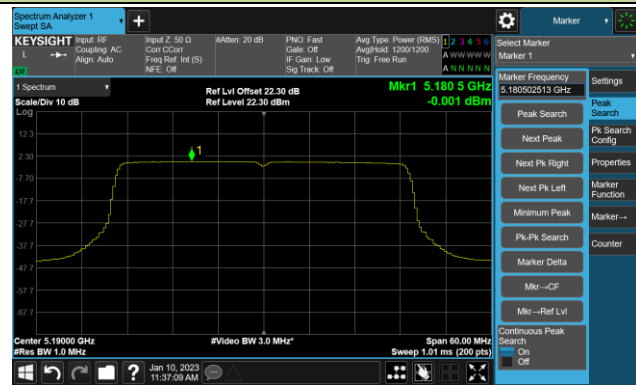 Spectrum Analyzer 1
Swept SA
Marker
KEYSIGHT
Input: RF
Coupling: AC
Align: Auto
Input Z: 50 Ω
Corr CCorr
Freq Ref: Int (S)
NFE: Off
#Atten: 20 dB
PNO: Fast
Gate: Off
IF Gain: Low
Sig Track: Off
Avg Type: Power (RMS)
Avg|Hold: 1200/1200
Trig: Free Run
1 2 3 4 5 6
A W W W W W
A N N N N N
L
LW
Select Marker
Marker 1
1 Spectrum
Scale/Div 10 dB
Log
Ref Lvl Offset 22.30 dB
Ref Level 22.30 dBm
Mkr1 5.180 5 GHz
-0.001 dBm
12.3
2.30
-7.70
-17.7
-27.7
-37.7
-47.7
-57.7
-67.7
1
Center 5.19000 GHz
#Res BW 1.0 MHz
#Video BW 3.0 MHz*
Span 60.00 MHz
Sweep 1.01 ms (200 pts)
Marker Frequency
5.180502513 GHz
Peak Search
Next Peak
Next Pk Right
Next Pk Left
Minimum Peak
Pk-Pk Search
Marker Delta
Mkr→CF
Mkr→Ref Lvl
Continuous Peak
Search
On
Off
Settings
Peak
Search
Pk Search
Config
Properties
Marker
Function
Marker→
Counter
Jan 10, 2023
11:37:09 AM